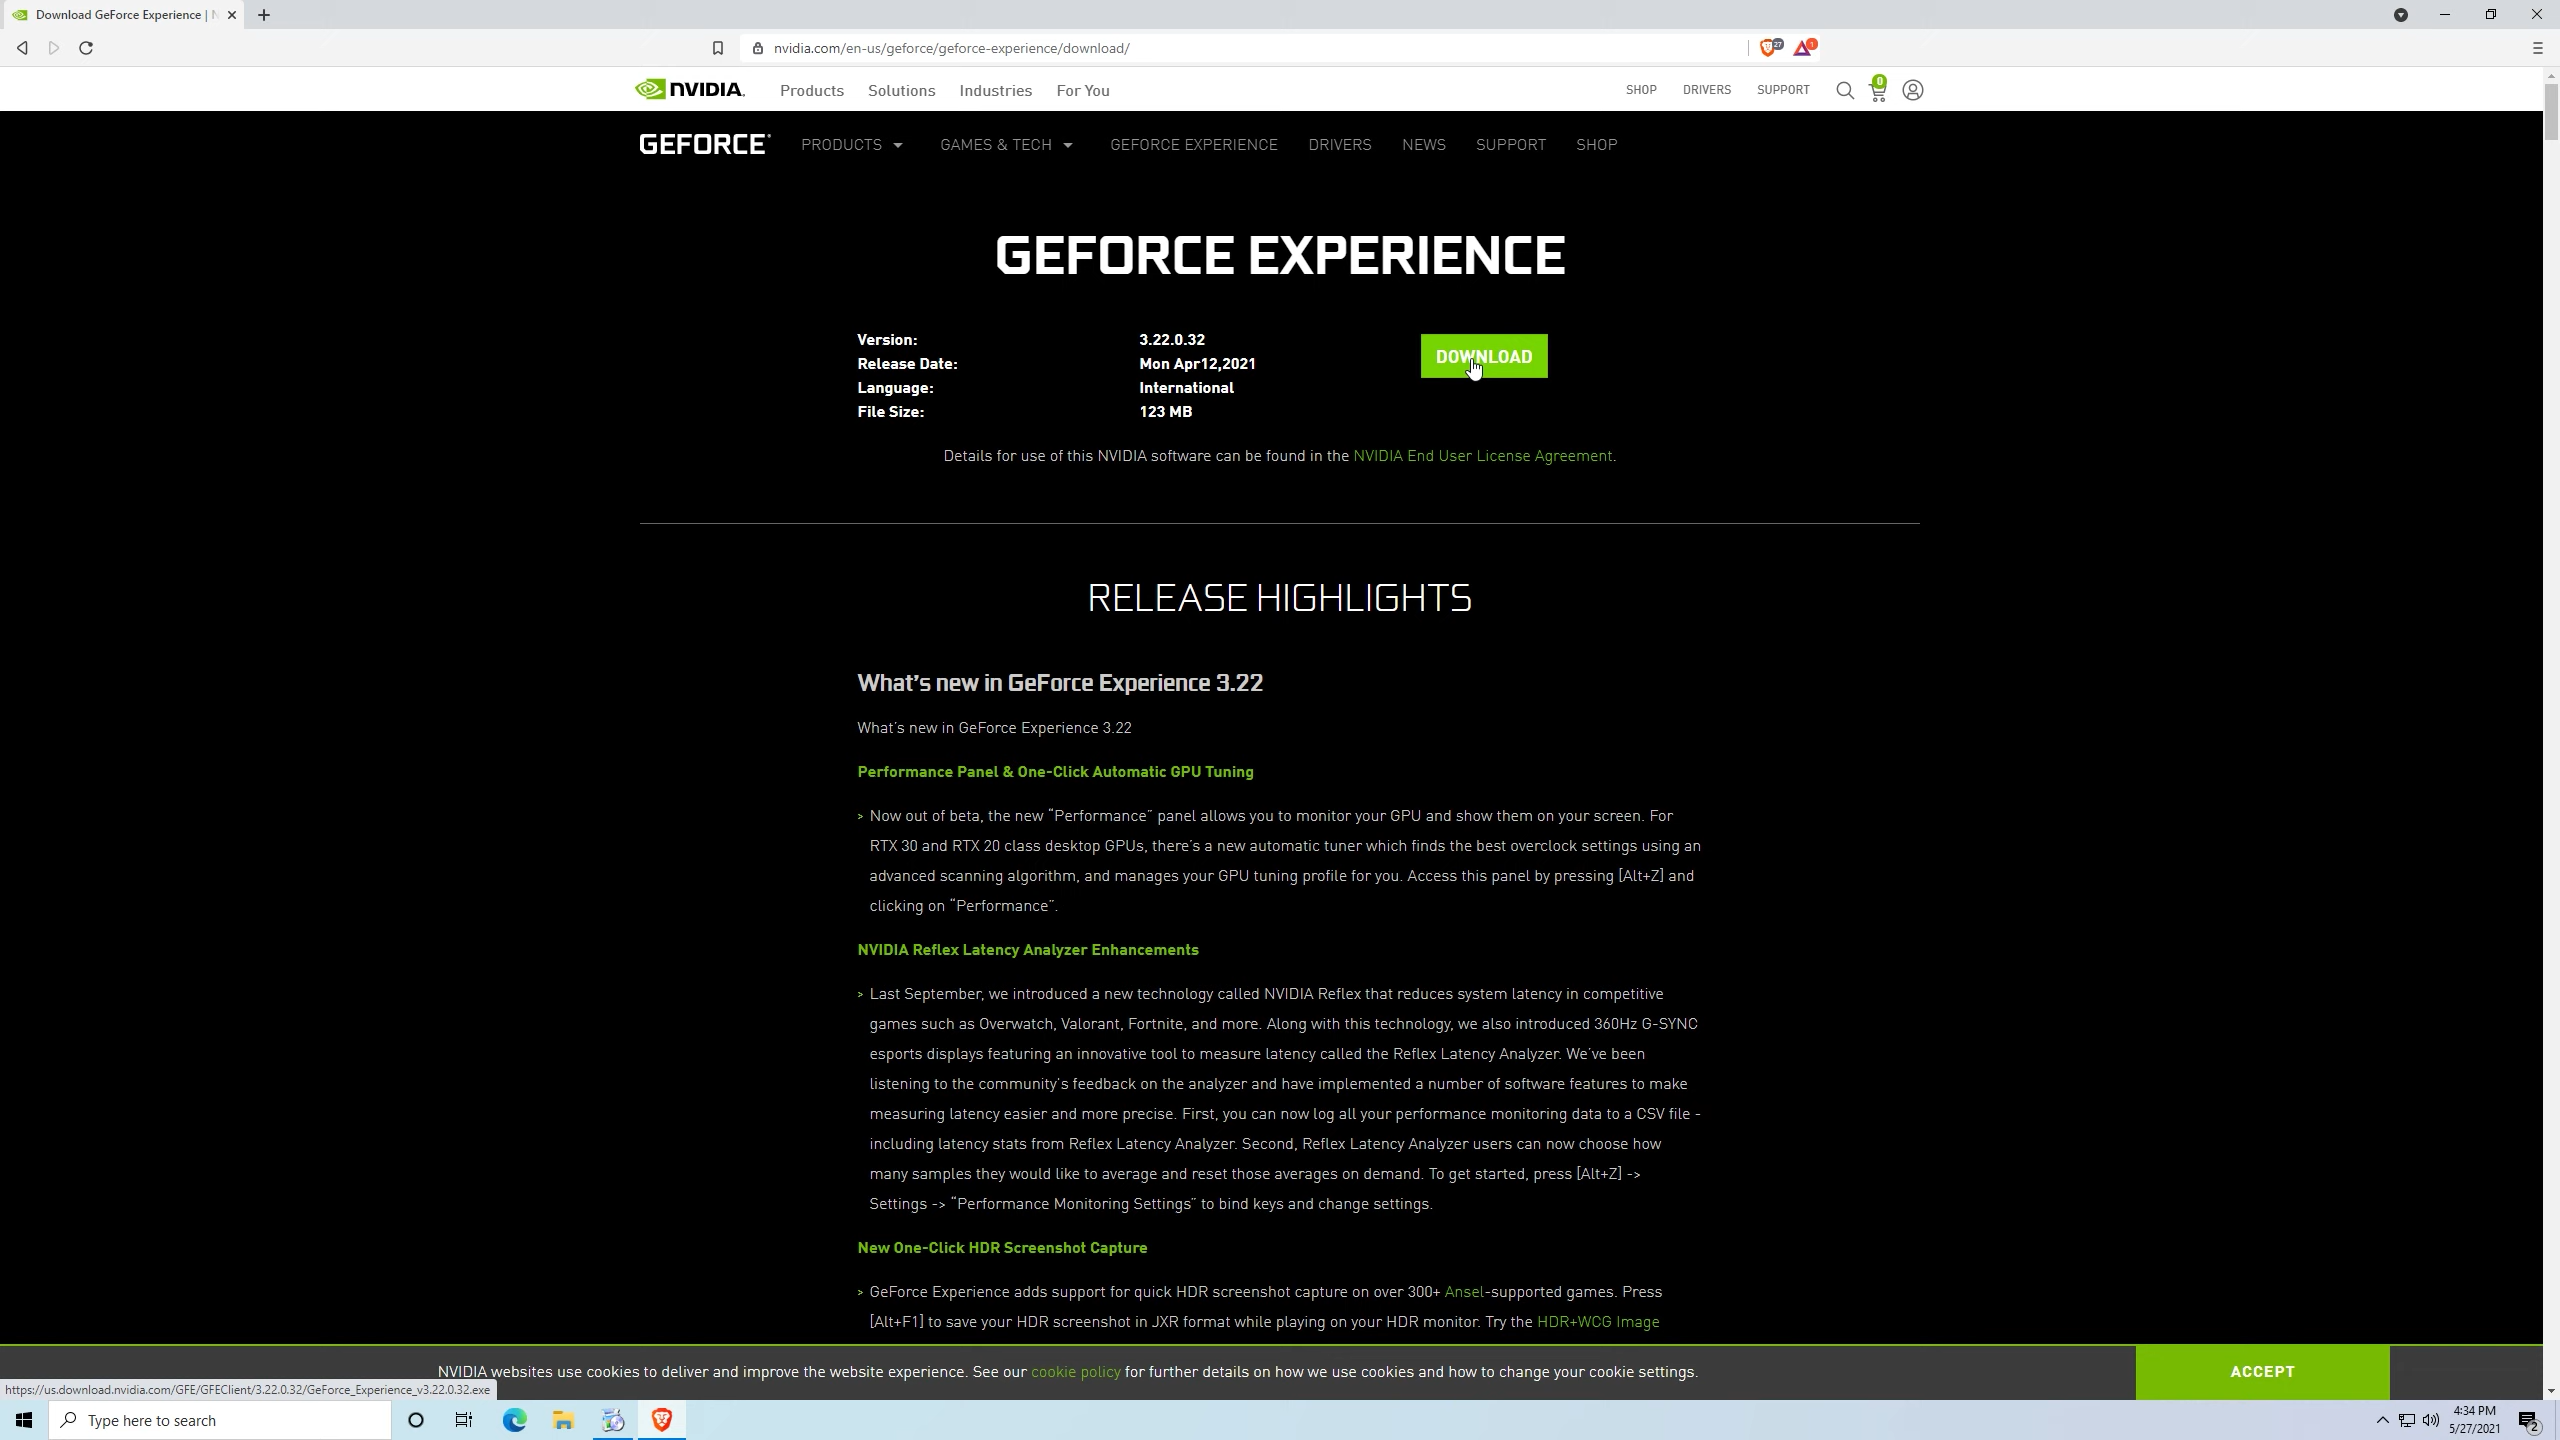 Download GeForce Experience | N
nvidia.com/en-us/geforce/geforce-experience/download/
27
1
NVIDIA.
Products
Solutions
Industries
For You
SHOP
DRIVERS
SUPPORT
0
GEFORCE
PRODUCTS
GAMES & TECH
GEFORCE EXPERIENCE
DRIVERS
NEWS
SUPPORT
SHOP
GEFORCE EXPERIENCE
Version: 3.22.0.32
Release Date: Mon Apr12,2021
Language: International
File Size: 123 MB
DOWNLOAD
Details for use of this NVIDIA software can be found in the NVIDIA End User License Agreement.
RELEASE HIGHLIGHTS
What's new in GeForce Experience 3.22
What's new in GeForce Experience 3.22
Performance Panel & One-Click Automatic GPU Tuning
> Now out of beta, the new "Performance" panel allows you to monitor your GPU and show them on your screen. For
RTX 30 and RTX 20 class desktop GPUs, there's a new automatic tuner which finds the best overclock settings using an
advanced scanning algorithm, and manages your GPU tuning profile for you. Access this panel by pressing [Alt+Z] and
clicking on "Performance".
NVIDIA Reflex Latency Analyzer Enhancements
> Last September, we introduced a new technology called NVIDIA Reflex that reduces system latency in competitive
games such as Overwatch, Valorant, Fortnite, and more. Along with this technology, we also introduced 360Hz G-SYNC
esports displays featuring an innovative tool to measure latency called the Reflex Latency Analyzer. We've been
listening to the community's feedback on the analyzer and have implemented a number of software features to make
measuring latency easier and more precise. First, you can now log all your performance monitoring data to a CSV file -
including latency stats from Reflex Latency Analyzer. Second, Reflex Latency Analyzer users can now choose how
many samples they would like to average and reset those averages on demand. To get started, press [Alt+Z] ->
Settings -> "Performance Monitoring Settings" to bind keys and change settings.
New One-Click HDR Screenshot Capture
> GeForce Experience adds support for quick HDR screenshot capture on over 300+ Ansel-supported games. Press
[Alt+F1] to save your HDR screenshot in JXR format while playing on your HDR monitor. Try the HDR+WCG Image
NVIDIA websites use cookies to deliver and improve the website experience. See our cookie policy for further details on how we use cookies and how to change your cookie settings.
ACCEPT
https://us.download.nvidia.com/GFE/GFEClient/3.22.0.32/GeForce_Experience_v3.22.0.32.exe
Type here to search
4:34 PM
5/27/2021
2